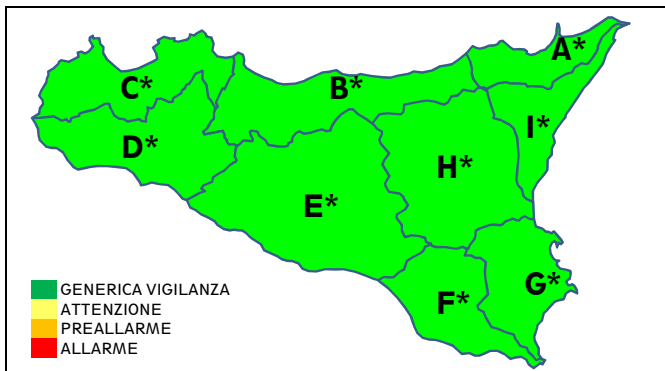 A*
C*
B*
I*
D*
H*
E*
G*
F*
GENERICA VIGILANZA
ATTENZIONE
PREALLARME
ALLARME